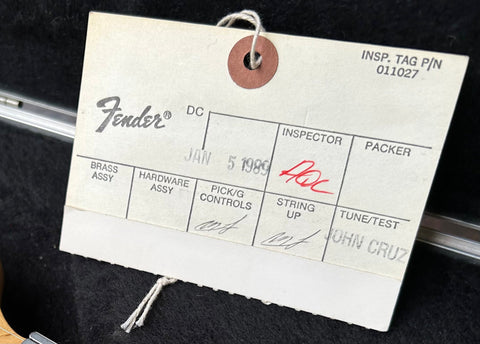 INSP. TAG P/N
011027
Fender®
DC
JAN 5 1989
INSPECTOR
PACKER
BRASS
ASSY
HARDWARE
ASSY
PICK/G
CONTROLS
STRING
UP
TUNE/TEST
JOHN CRUZ